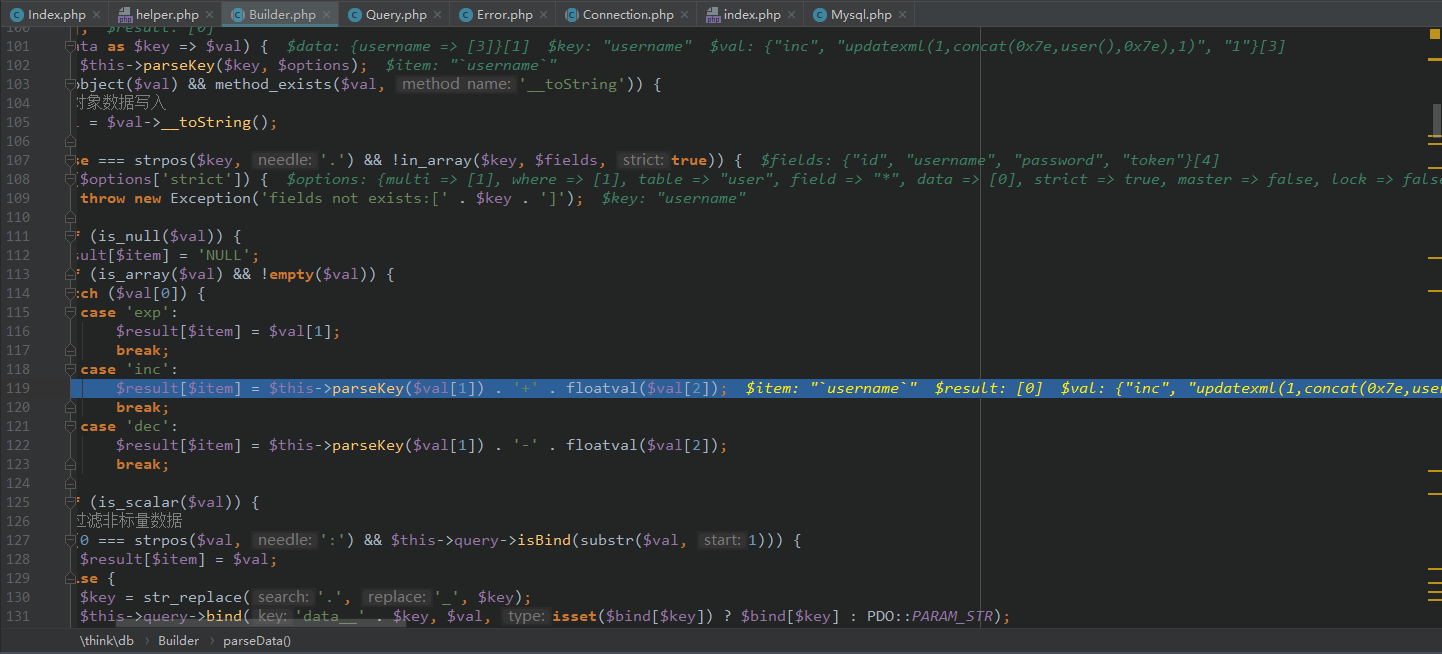 Index.php helper.php Builder.php Query.php Error.php Connection.php index.php Mysql.php
100 $result: [0]
101 ata as $key => $val) { $data: {username => [3]}[1] $key: "username" $val: {"inc", "updatexml(1,concat(0x7e,user(),0x7e),1)", "1"}[3]
102 $this->parseKey($key, $options); $item: "`username`"
103 object($val) && method_exists($val, method name: '__toString')) {
104 对象数据写入
105 = $val->__toString();
106
107 se === strpos($key, needle: '.') && !in_array($key, $fields, strict: true)) { $fields: {"id", "username", "password", "token"}[4]
108 ($options['strict']) { $options: {multi => [1], where => [1], table => "user", field => "*", data => [0], strict => true, master => false, lock => false
109 throw new Exception('fields not exists:[' . $key . ']'); $key: "username"
110
111 f (is_null($val)) {
112 sult[$item] = 'NULL';
113 f (is_array($val) && !empty($val)) {
114 tch ($val[0]) {
115 case 'exp':
116 $result[$item] = $val[1];
117 break;
118 case 'inc':
119 $result[$item] = $this->parseKey($val[1]) . '+' . floatval($val[2]); $item: "`username`" $result: [0] $val: {"inc", "updatexml(1,concat(0x7e,user
120 break;
121 case 'dec':
122 $result[$item] = $this->parseKey($val[1]) . '-' . floatval($val[2]);
123 break;
124
125 f (is_scalar($val)) {
126 过滤非标量数据
127 (0 === strpos($val, needle: ':') && $this->query->isBind(substr($val, start: 1))) {
128 $result[$item] = $val;
129 lse {
130 $key = str_replace( search: '.', replace: '_', $key);
131 $this->query->bind( key: 'data__' . $key, $val, type: isset($bind[$key]) ? $bind[$key] : PDO::PARAM_STR);
\think\db › Builder › parseData()